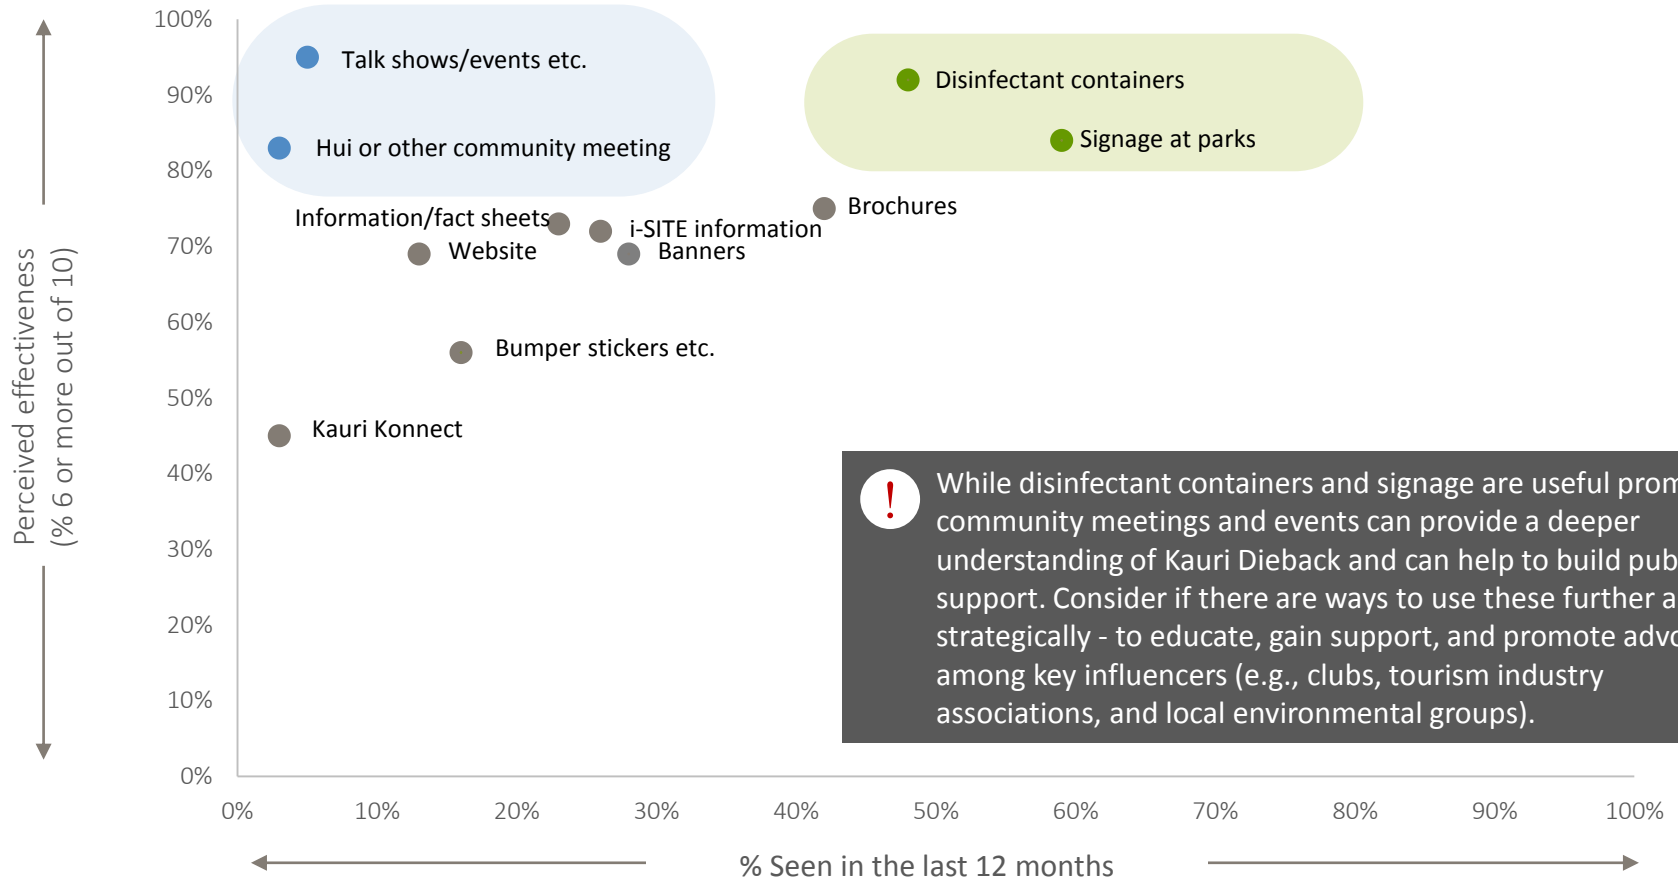 100%
90%
80%
70%
60%
50%
40%
30%
20%
10%
0%
Perceived effectiveness
(% 6 or more out of 10)
Talk shows/events etc.
Hui or other community meeting
Disinfectant containers
Signage at parks
Brochures
Information/fact sheets
i-SITE information
Website
Banners
Bumper stickers etc.
Kauri Konnect
! While disinfectant containers and signage are useful
community meetings and events can provide a deeper
understanding of Kauri Dieback and can help to build
support. Consider if there are ways to use these further
strategically - to educate, gain support, and promote
among key influencers (e.g., clubs, tourism industry
associations, and local environmental groups).
0% 10% 20% 30% 40% 50% 60% 70% 80% 90% 100%
% Seen in the last 12 months